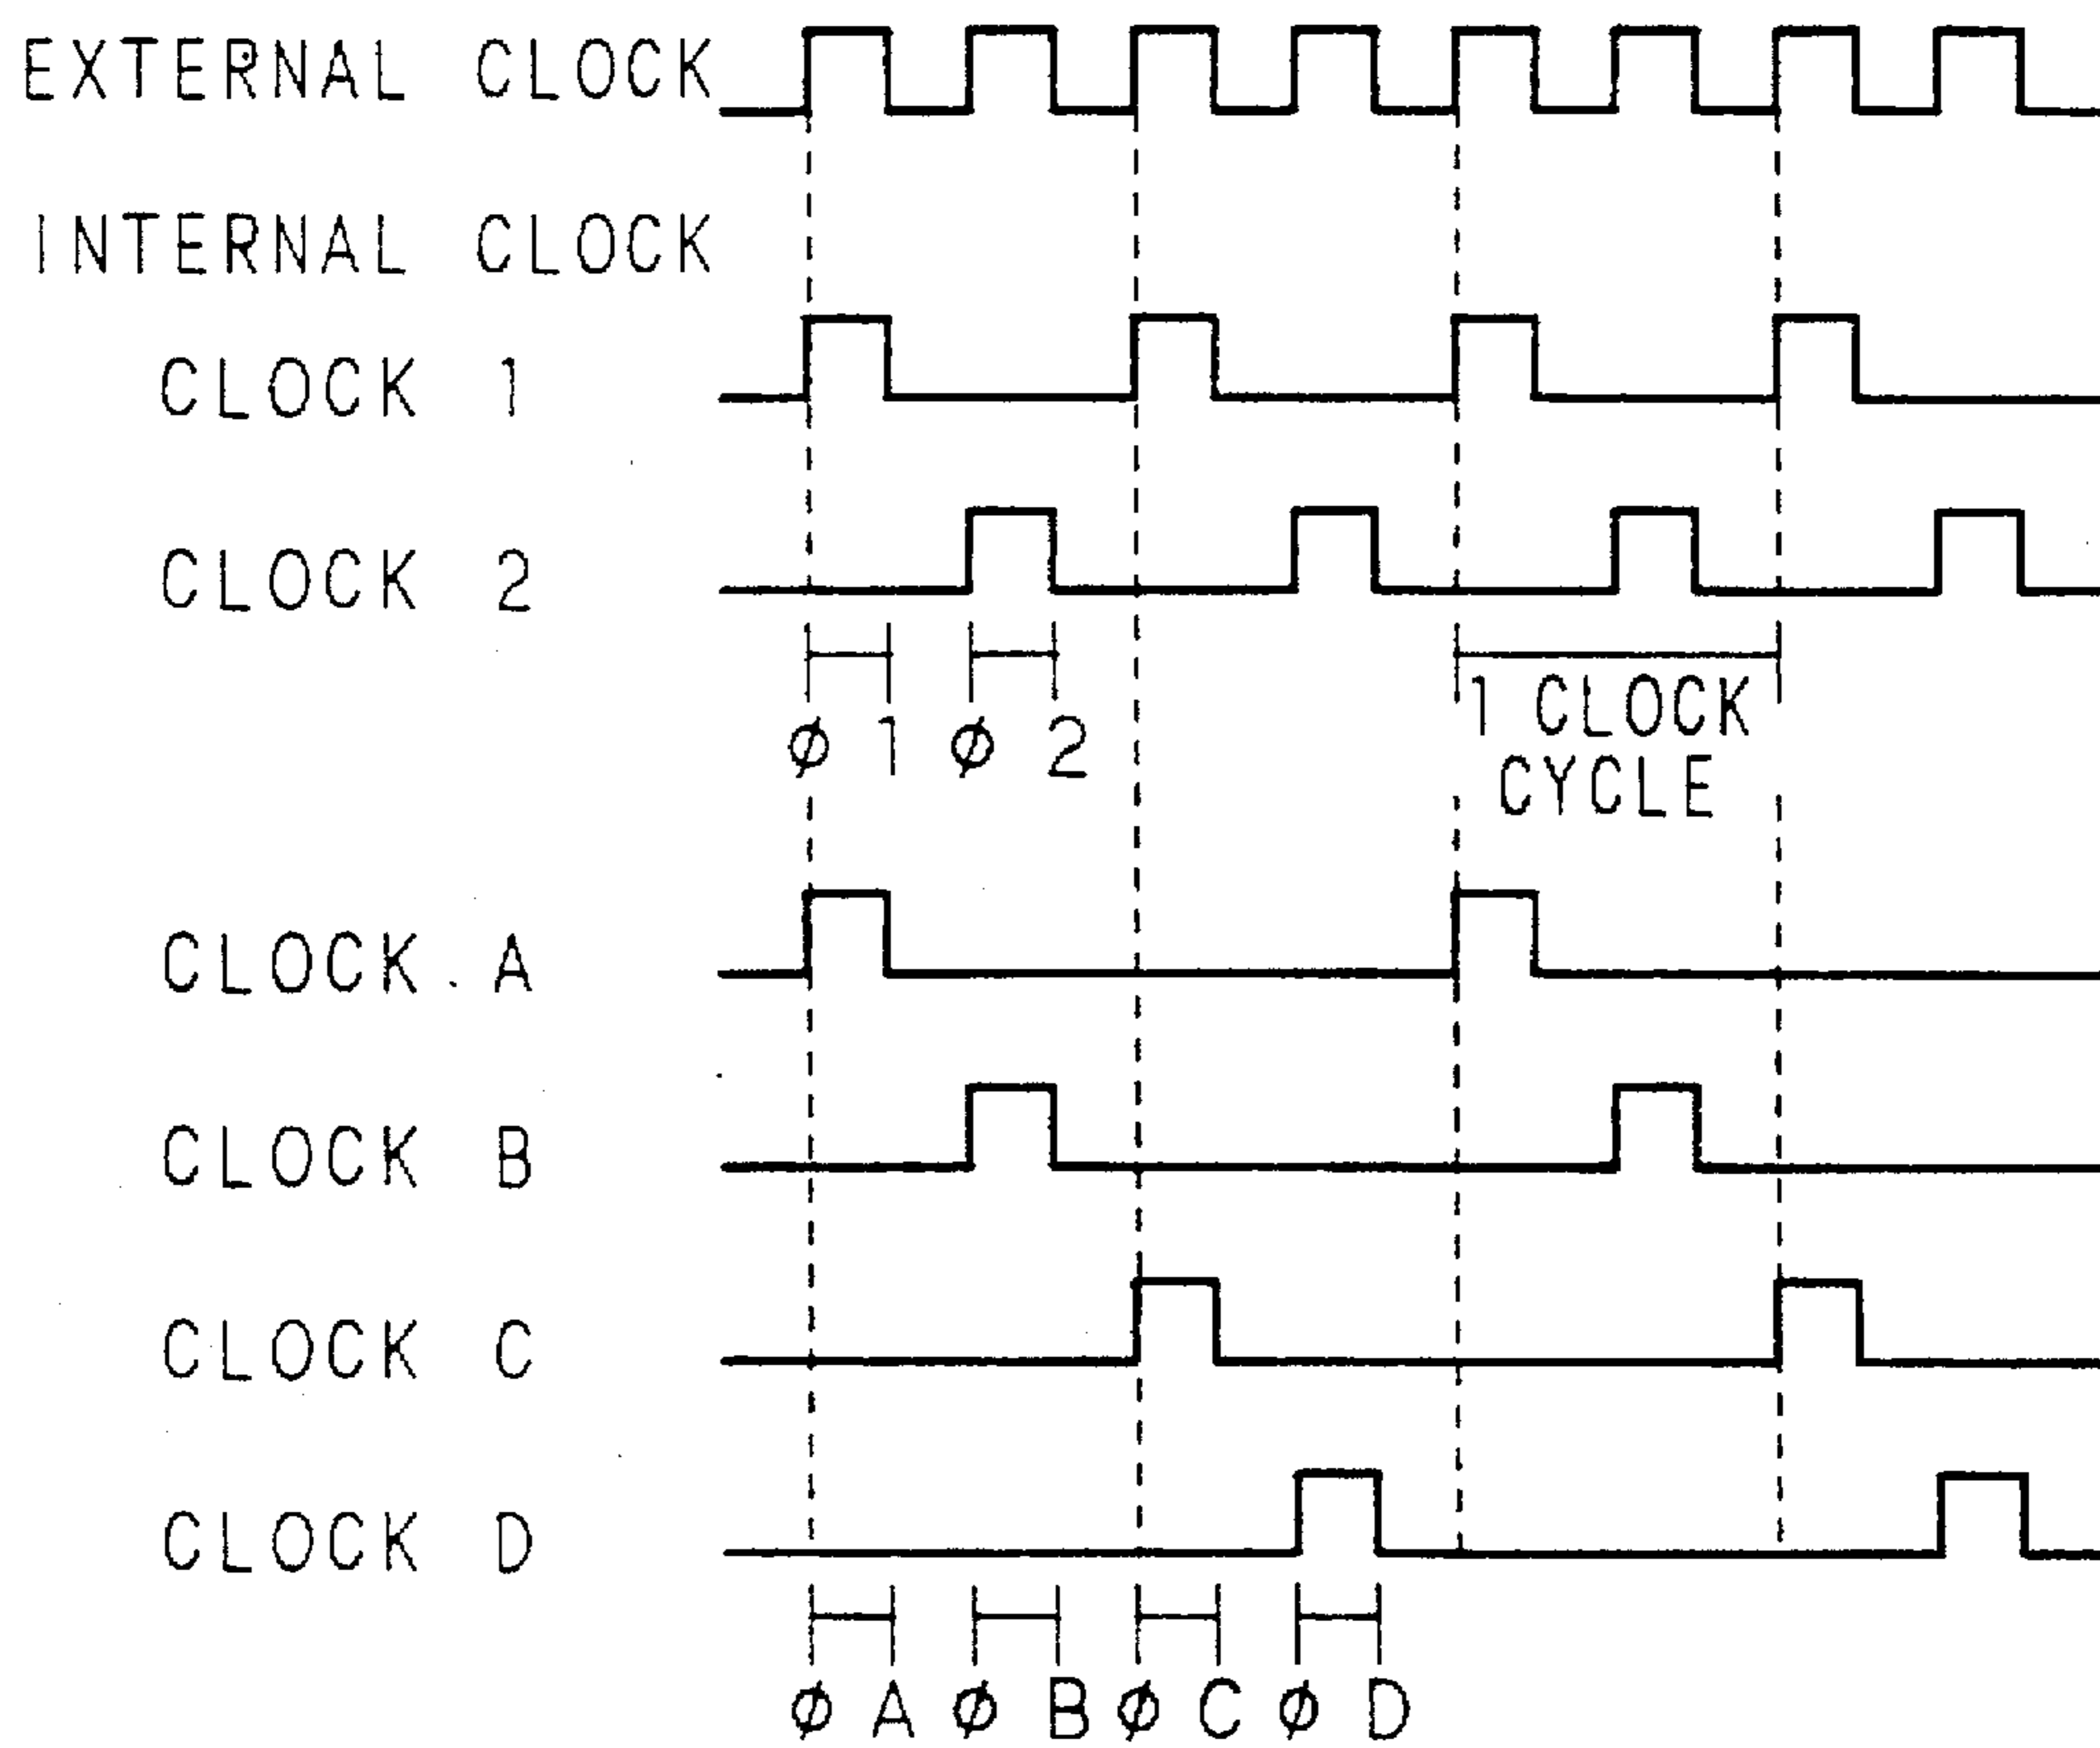 EXTERNAL CLOCK
INTERNAL CLOCK
CLOCK 1
CLOCK 2
ø 1 ø 2
1 CLOCK
CYCLE
CLOCK A
CLOCK B
CLOCK C
CLOCK D
ø A ø B ø C ø D